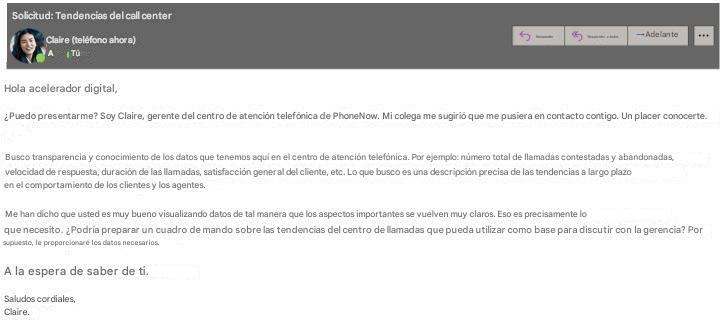 Solicitud: Tendencias del call center
Claire (teléfono ahora)
A Tú
Responder
Responder a todos
→Adelante
Hola acelerador digital,
¿Puedo presentarme? Soy Claire, gerente del centro de atención telefónica de PhoneNow. Mi colega me sugirió que me pusiera en contacto contigo. Un placer conocerte.
Busco transparencia y conocimiento de los datos que tenemos aquí en el centro de atención telefónica. Por ejemplo: número total de llamadas contestadas y abandonadas,
velocidad de respuesta, duración de las llamadas, satisfacción general del cliente, etc. Lo que busco es una descripción precisa de las tendencias a largo plazo
en el comportamiento de los clientes y los agentes.
Me han dicho que usted es muy bueno visualizando datos de tal manera que los aspectos importantes se vuelven muy claros. Eso es precisamente lo
que necesito. ¿Podría preparar un cuadro de mando sobre las tendencias del centro de llamadas que pueda utilizar como base para discutir con la gerencia? Por
supuesto, le proporcionaré los datos necesarios.
A la espera de saber de ti.
Saludos cordiales,
Claire.